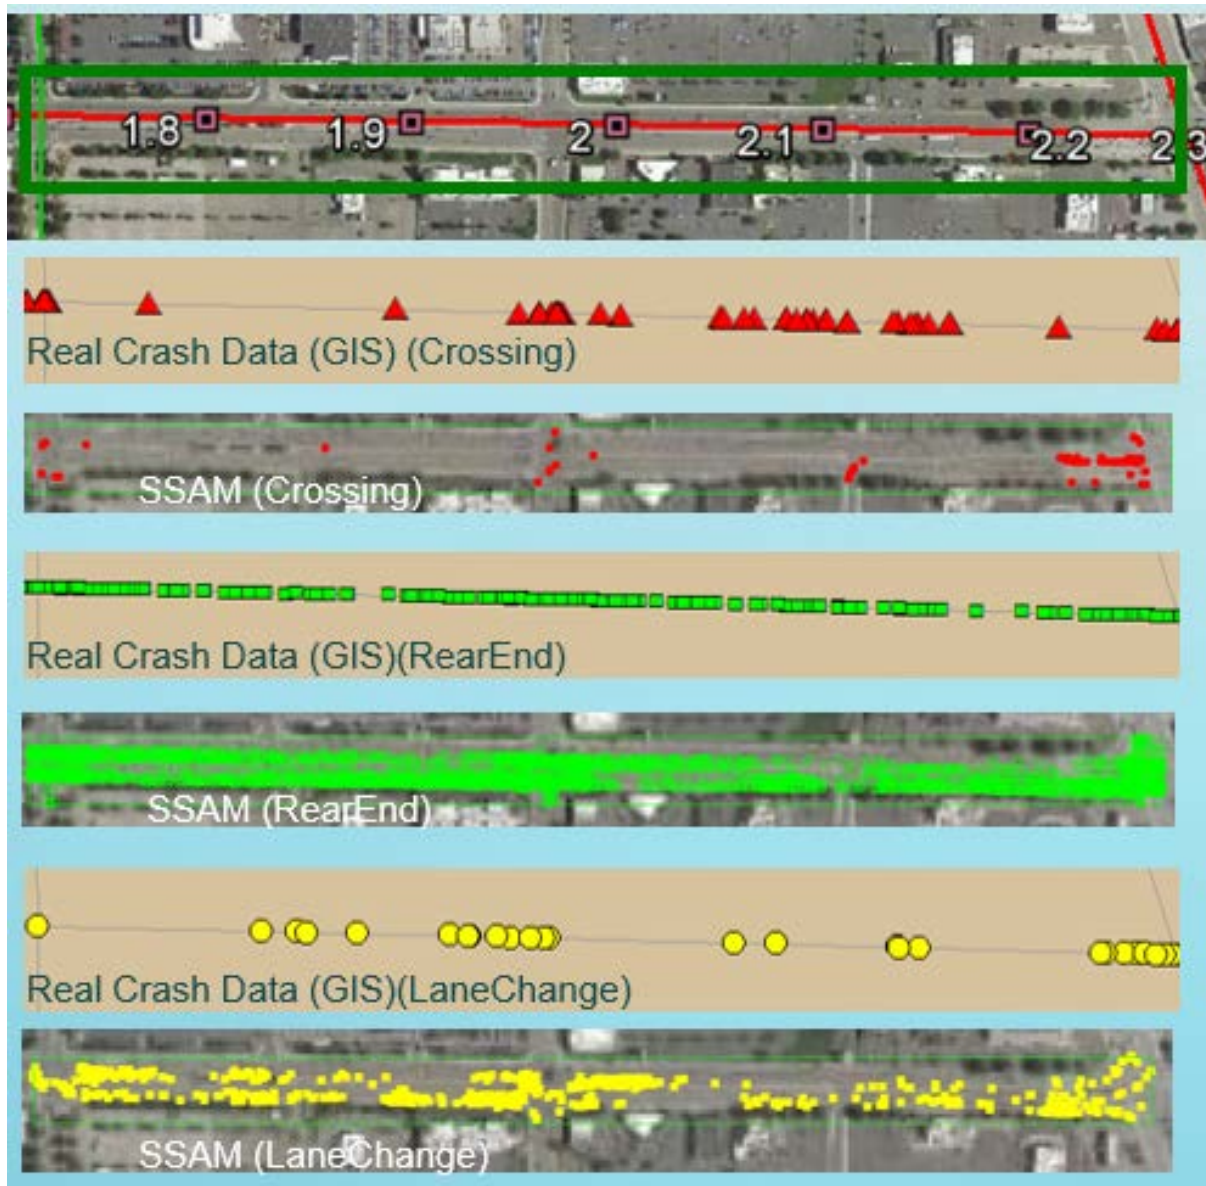 1.8 1.9 2 2.1 2.2 2.3
Real Crash Data (GIS) (Crossing)
SSAM (Crossing)
Real Crash Data (GIS)(RearEnd)
SSAM (RearEnd)
Real Crash Data (GIS)(LaneChange)
SSAM (LaneChange)